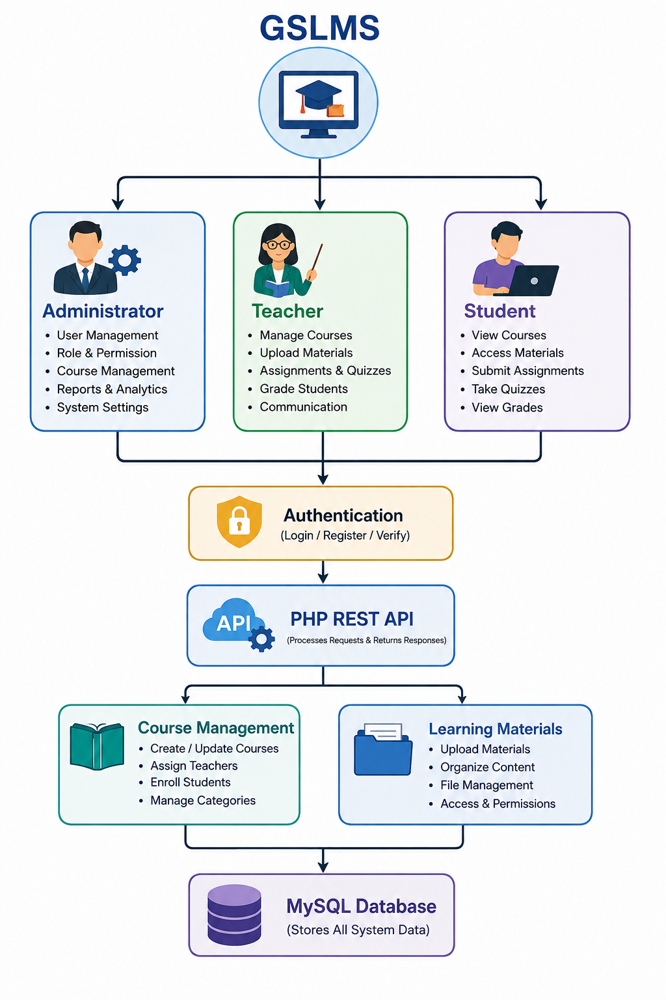 GSLMS
Administrator
• User Management
• Role & Permission
• Course Management
• Reports & Analytics
• System Settings
Teacher
• Manage Courses
• Upload Materials
• Assignments & Quizzes
• Grade Students
• Communication
Student
• View Courses
• Access Materials
• Submit Assignments
• Take Quizzes
• View Grades
Authentication
(Login / Register / Verify)
API
PHP REST API
(Processes Requests & Returns Responses)
Course Management
• Create / Update Courses
• Assign Teachers
• Enroll Students
• Manage Categories
Learning Materials
• Upload Materials
• Organize Content
• File Management
• Access & Permissions
MySQL Database
(Stores All System Data)